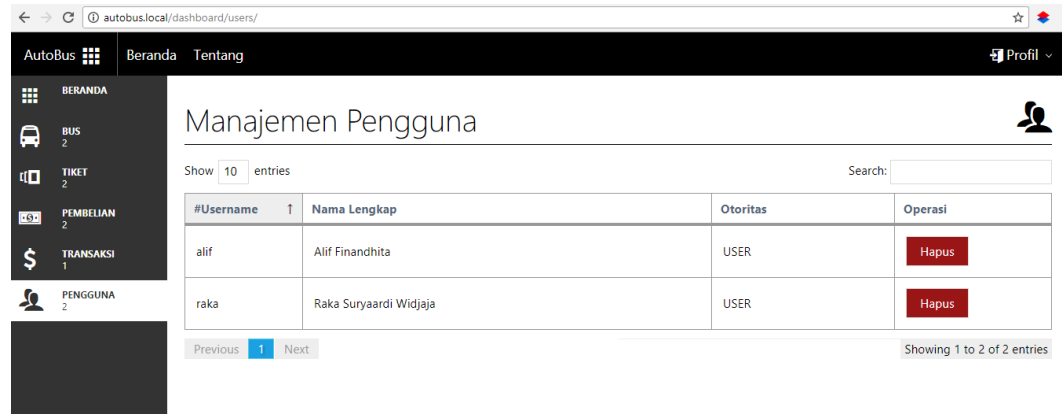 autobus.local/dashboard/users/
AutoBus Beranda Tentang Profil
BERANDA
BUS
2
TIKET
2
PEMBELIAN
2
TRANSAKSI
1
PENGGUNA
2
Manajemen Pengguna
Show 10 entries Search:
#Username ↑ Nama Lengkap Otoritas Operasi
alif Alif Finandhita USER Hapus
raka Raka Suryaardi Widjaja USER Hapus
Previous 1 Next Showing 1 to 2 of 2 entries